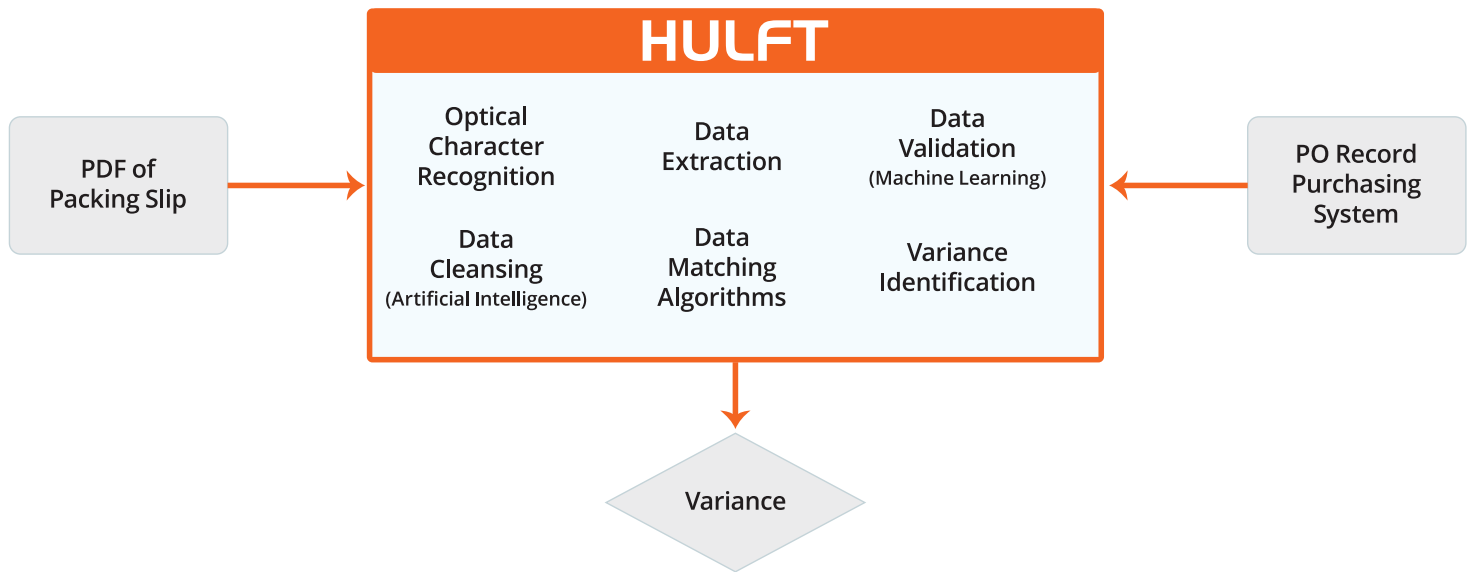 HULFT
PDF of
Packing Slip
Optical
Character
Recognition
Data
Extraction
Data
Validation
(Machine Learning)
Data
Cleansing
(Artificial Intelligence)
Data
Matching
Algorithms
Variance
Identification
PO Record
Purchasing
System
Variance